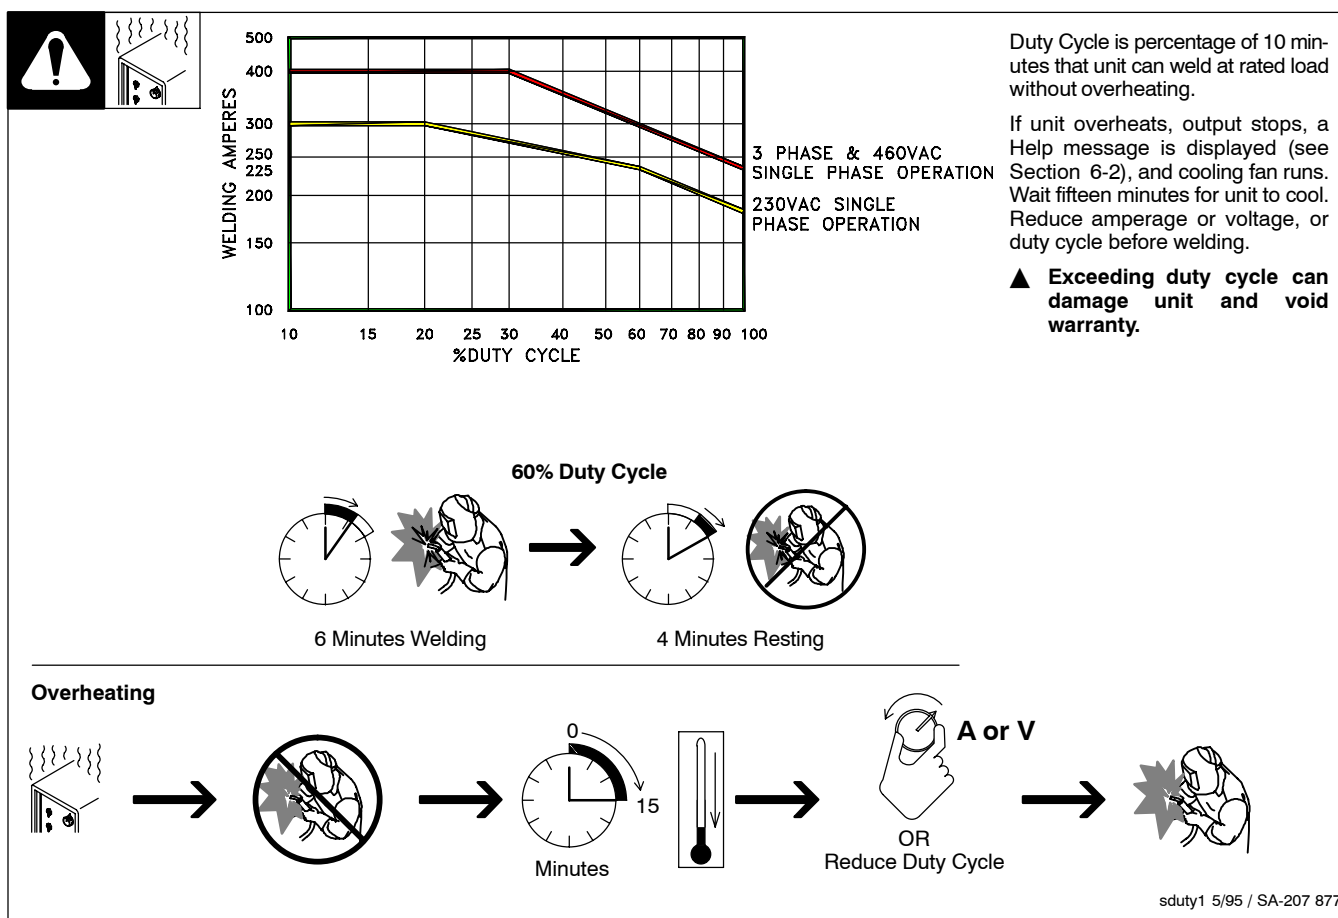 500
400
300
250
225
200
150
100
WELDING AMPERES
10 15 20 25 30 40 50 60 70 80 90 100
%DUTY CYCLE
3 PHASE & 460VAC
SINGLE PHASE OPERATION
230VAC SINGLE
PHASE OPERATION
Duty Cycle is percentage of 10 min-
utes that unit can weld at rated load
without overheating.
If unit overheats, output stops, a
Help message is displayed (see
Section 6-2), and cooling fan runs.
Wait fifteen minutes for unit to cool.
Reduce amperage or voltage, or
duty cycle before welding.
▲ Exceeding duty cycle can
damage unit and void
warranty.
60% Duty Cycle
6 Minutes Welding
4 Minutes Resting
Overheating
0
15
Minutes
A or V
OR
Reduce Duty Cycle
sduty1 5/95 / SA-207 877